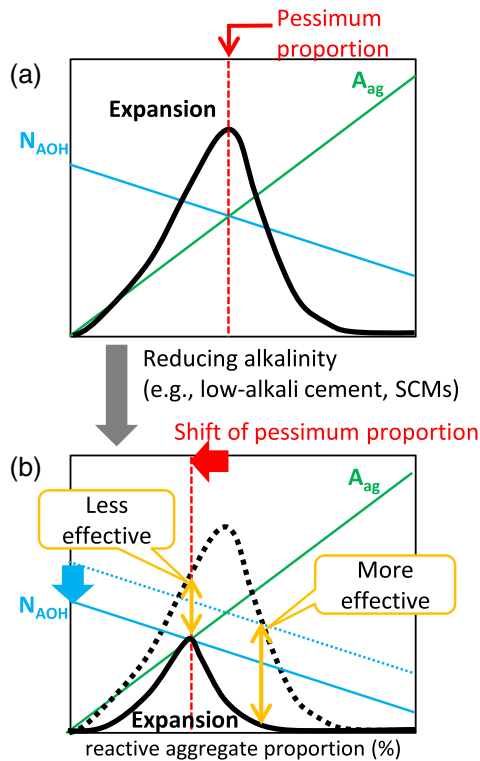 Pessimum
proportion
(a)
A_ag
Expansion
N_AOH
Reducing alkalinity
(e.g., low-alkali cement, SCMs)
Shift of pessimum proportion
(b)
A_ag
Less
effective
More
effective
N_AOH
Expansion
reactive aggregate proportion (%)